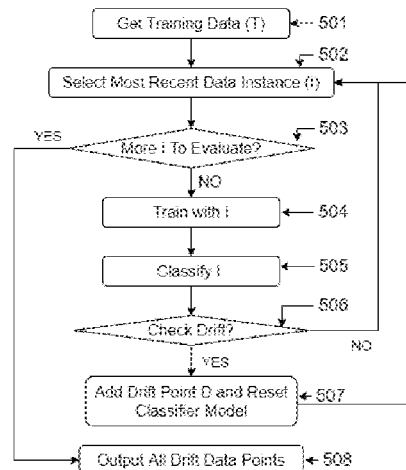 Get Training Data (T)
501
502
Select Most Recent Data Instance (I)
503
YES
More I To Evaluate?
NO
Train with I
504
Classify I
505
506
Check Drift?
NO
YES
Add Drift Point D and Reset
Classifier Model
507
Output All Drift Data Points
508